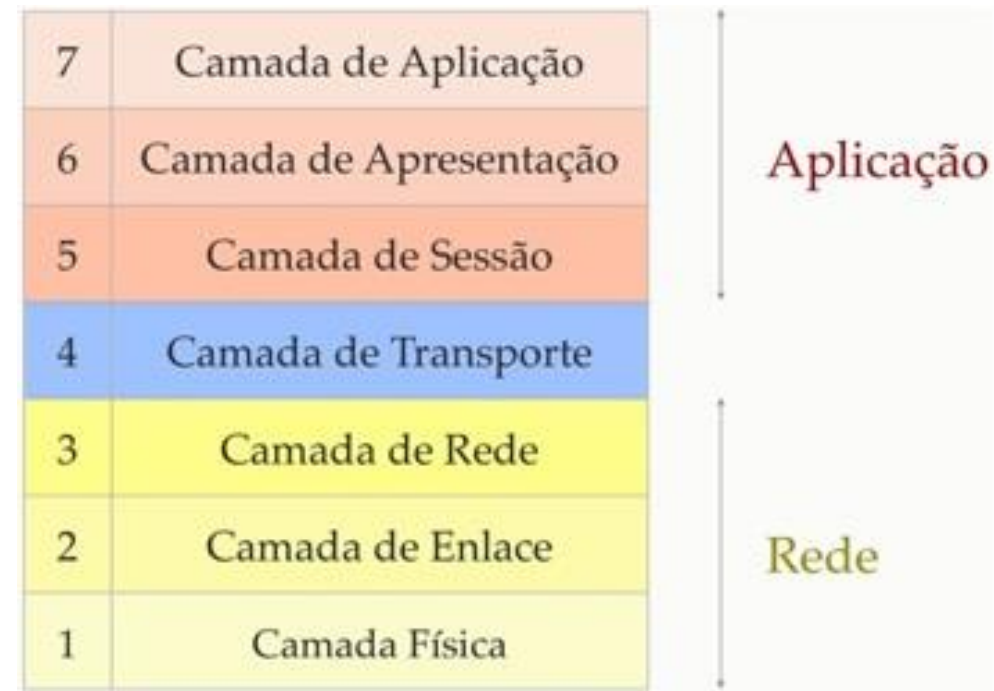 7 Camada de Aplicação
6 Camada de Apresentação
5 Camada de Sessão
4 Camada de Transporte
3 Camada de Rede
2 Camada de Enlace
1 Camada Física
Aplicação
Rede